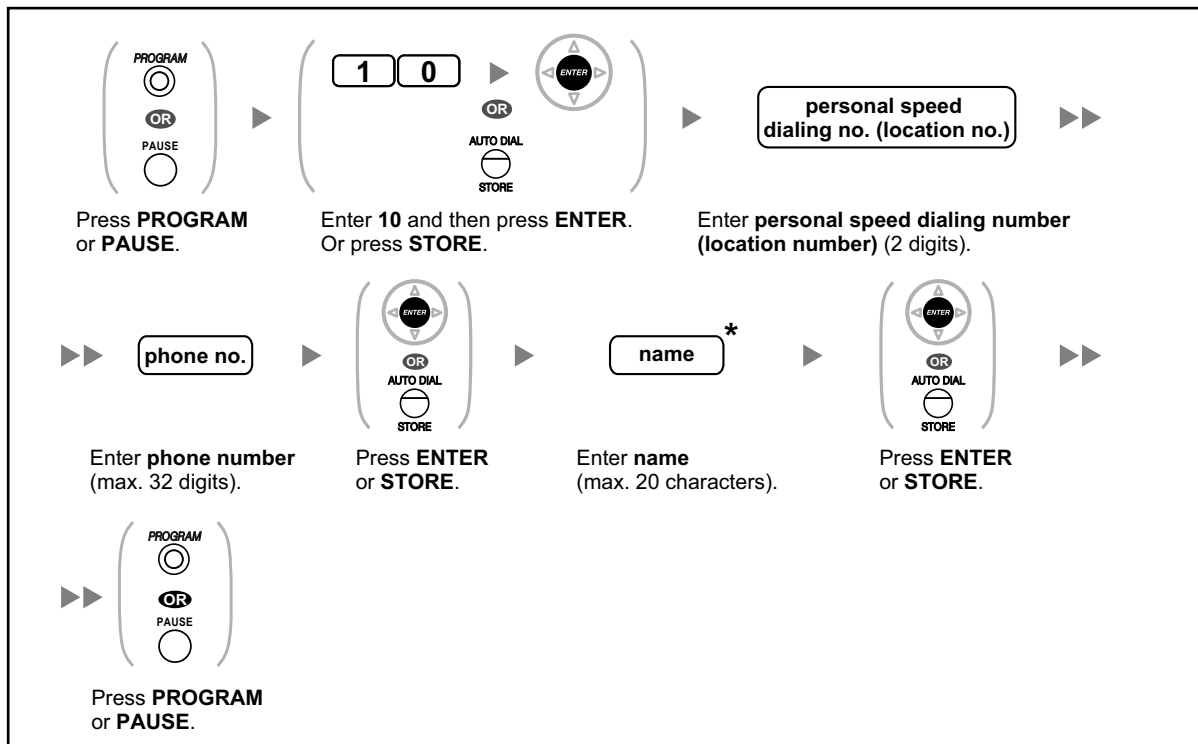 PROGRAM
OR
PAUSE
1 0
ENTER
OR
AUTO DIAL
STORE
personal speed
dialing no. (location no.)
Press PROGRAM
or PAUSE.
Enter 10 and then press ENTER.
Or press STORE.
Enter personal speed dialing number
(location number) (2 digits).
phone no.
ENTER
OR
AUTO DIAL
STORE
name *
ENTER
OR
AUTO DIAL
STORE
Enter phone number
(max. 32 digits).
Press ENTER
or STORE.
Enter name
(max. 20 characters).
Press ENTER
or STORE.
PROGRAM
OR
PAUSE
Press PROGRAM
or PAUSE.